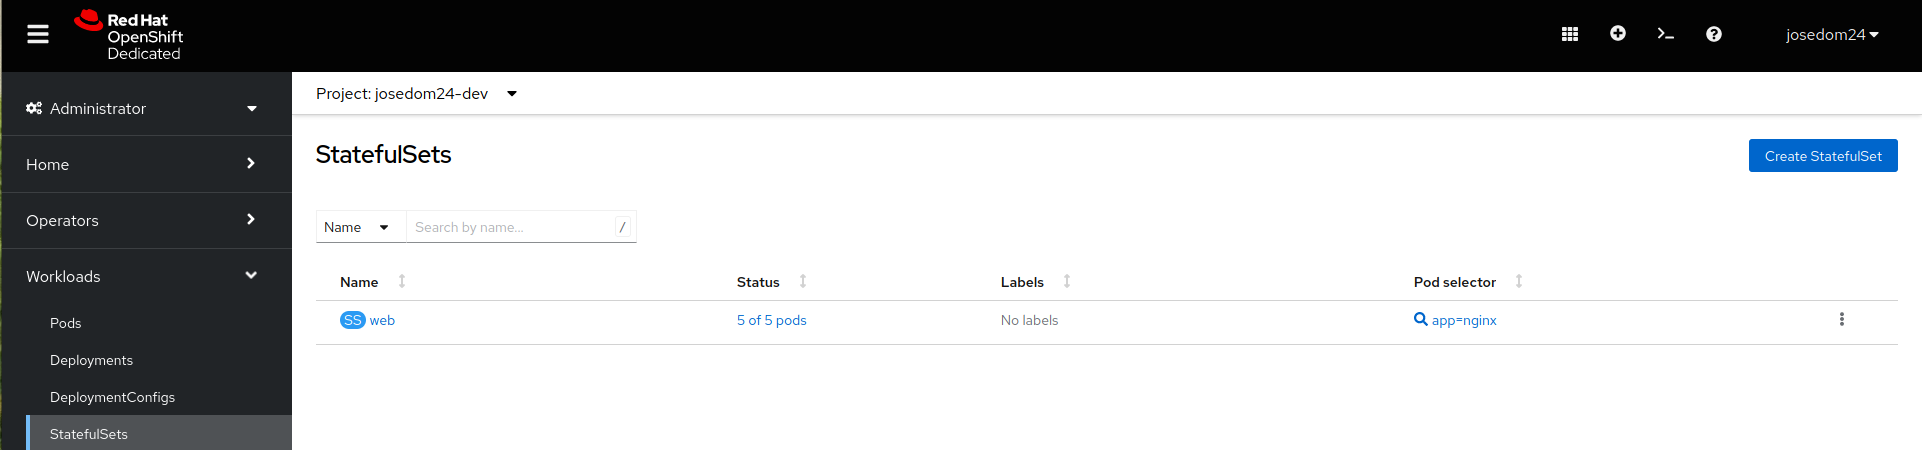 Red Hat
OpenShift
Dedicated
josedom24
Administrator
Home
Operators
Workloads
Pods
Deployments
DeploymentConfigs
StatefulSets
Project: josedom24-dev
StatefulSets
Create StatefulSet
Name Search by name... /
Name Status Labels Pod selector
SS web 5 of 5 pods No labels app=nginx